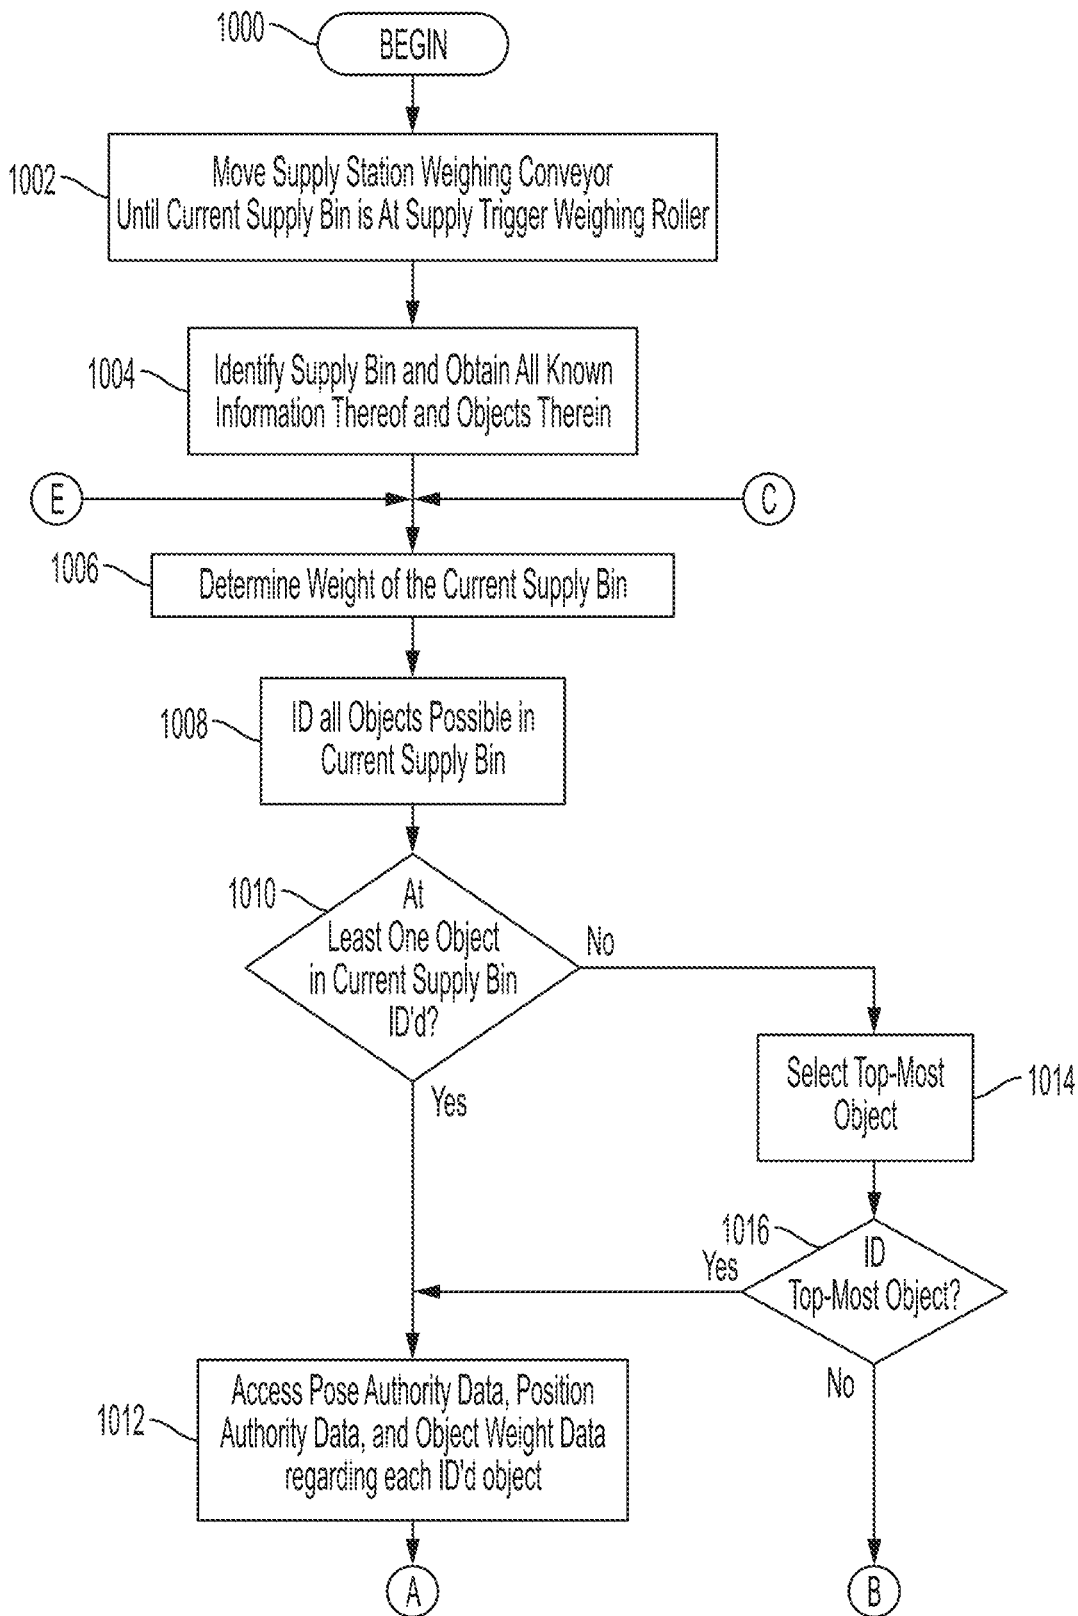 1000
BEGIN
1002
Move Supply Station Weighing Conveyor
Until Current Supply Bin is At Supply Trigger Weighing Roller
1004
Identify Supply Bin and Obtain All Known
Information Thereof and Objects Therein
E
C
1006
Determine Weight of the Current Supply Bin
1008
ID all Objects Possible in
Current Supply Bin
1010
At
Least One Object
in Current Supply Bin
ID'd?
No
Yes
Select Top-Most
Object
1014
1016
ID
Top-Most Object?
Yes
No
1012
Access Pose Authority Data, Position
Authority Data, and Object Weight Data
regarding each ID'd object
A
B